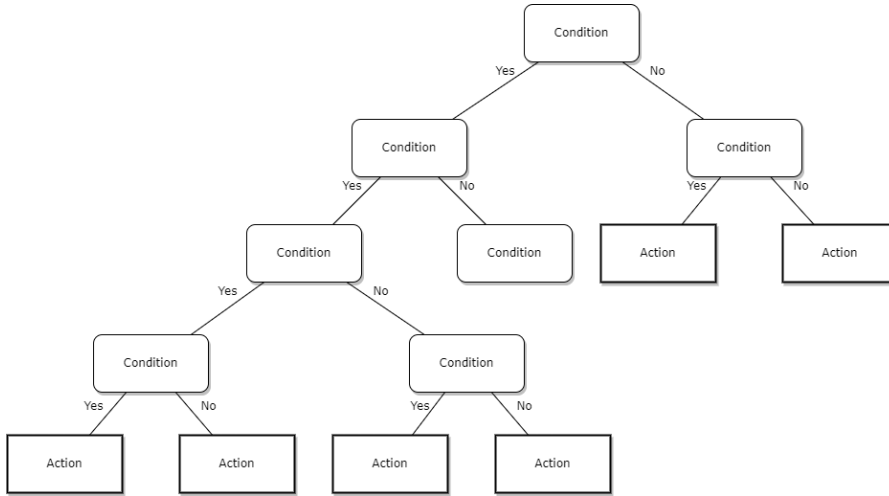 Condition
Yes
No
Condition
Condition
Yes
No
Yes
No
Condition
Condition
Action
Action
Yes
No
Condition
Condition
Yes
No
Yes
No
Action
Action
Action
Action